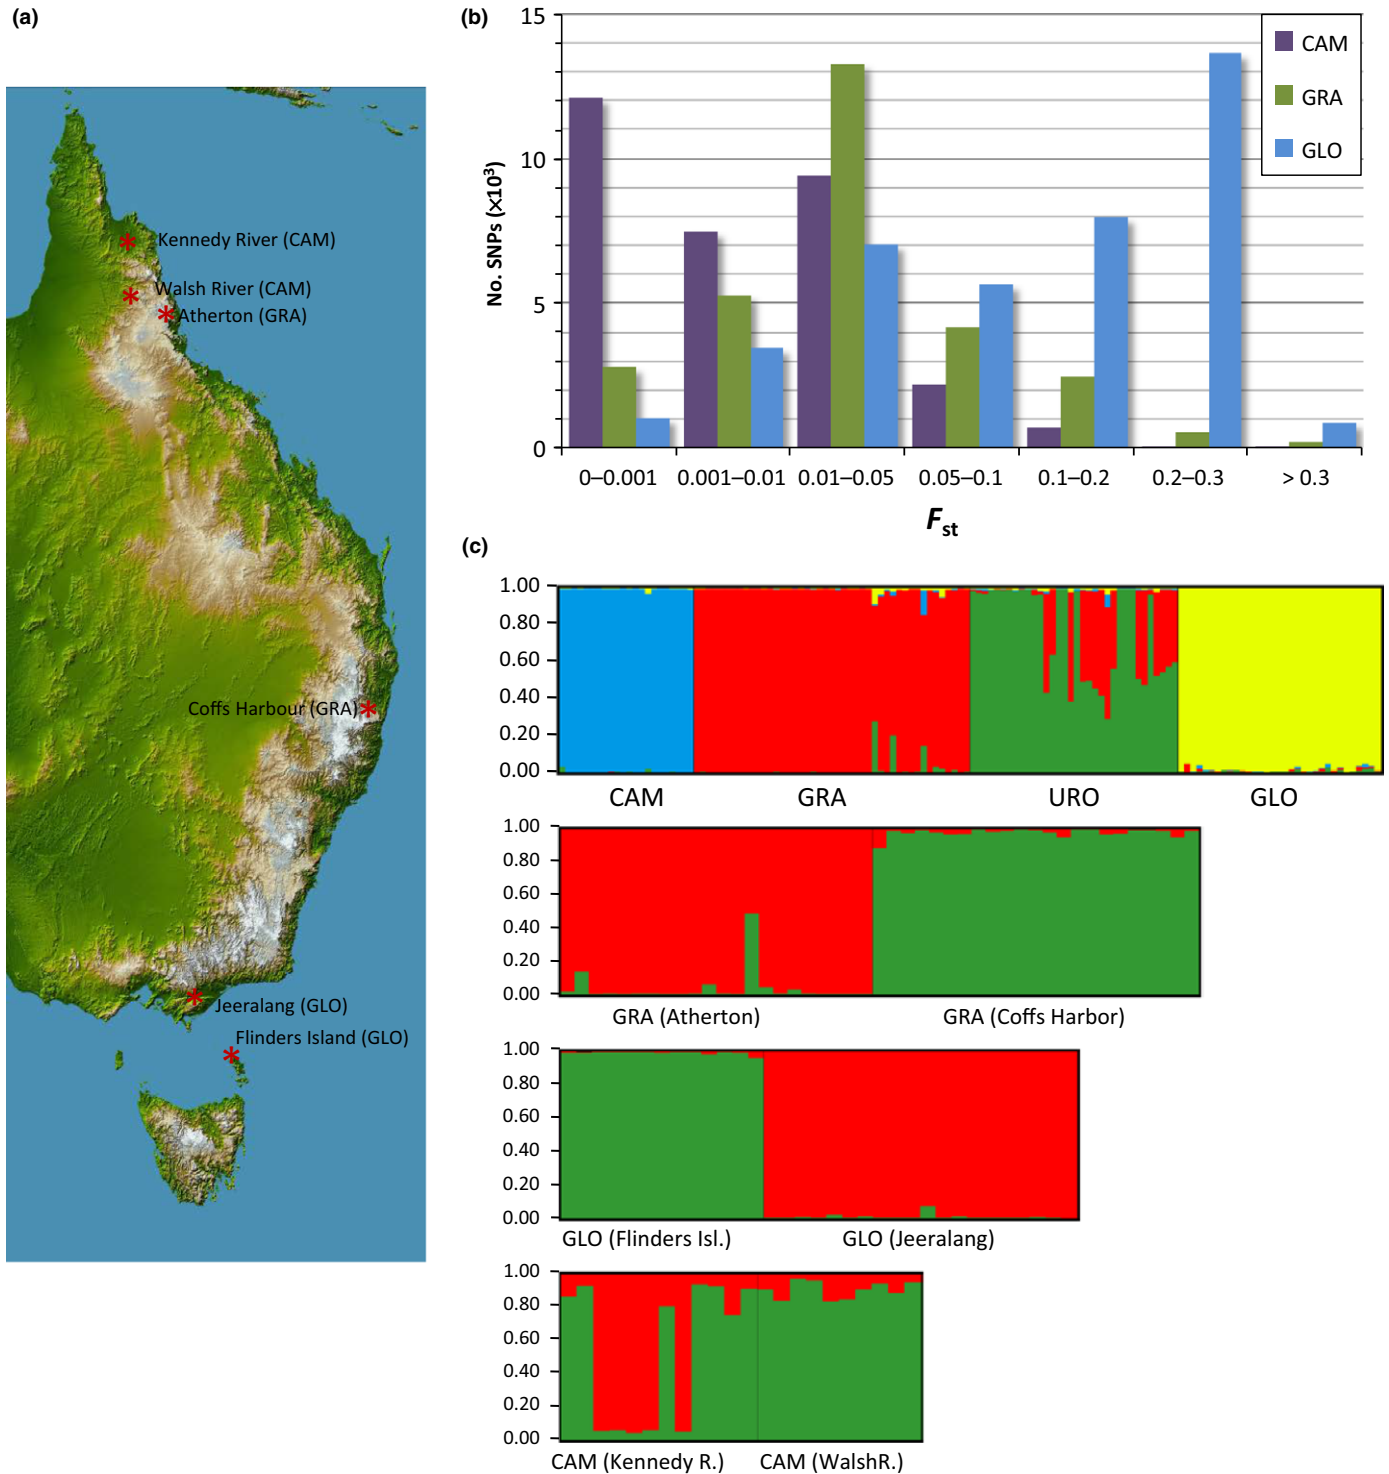 (a)
Kennedy River (CAM)
Walsh River (CAM)
Atherton (GRA)
Coffs Harbour (GRA)
Jeeralang (GLO)
Flinders Island (GLO)
(b)
15
10
5
0
No. SNPs (×10³)
CAM
GRA
GLO
0–0.001 0.001–0.01 0.01–0.05 0.05–0.1 0.1–0.2 0.2–0.3 > 0.3
Fst
(c)
1.00
0.80
0.60
0.40
0.20
0.00
CAM GRA URO GLO
1.00
0.80
0.60
0.40
0.20
0.00
GRA (Atherton) GRA (Coffs Harbor)
1.00
0.80
0.60
0.40
0.20
0.00
GLO (Flinders Isl.) GLO (Jeeralang)
1.00
0.80
0.60
0.40
0.20
0.00
CAM (Kennedy R.) CAM (WalshR.)